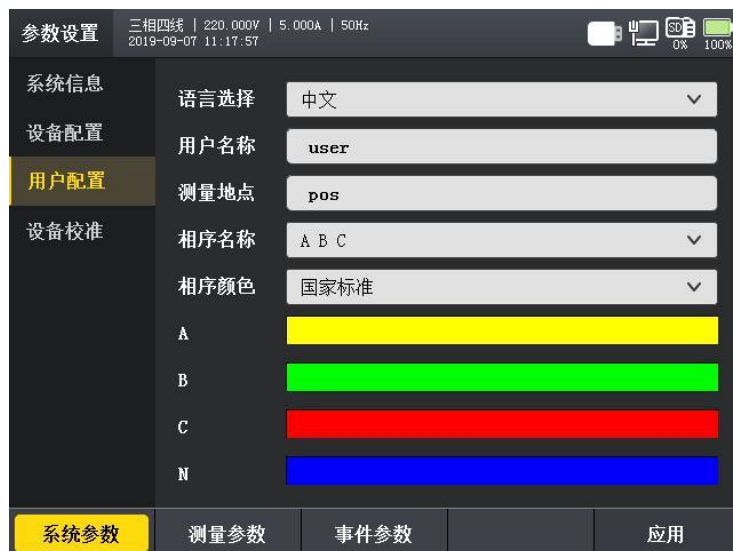 参数设置
三相四线 | 220.000V | 5.000A | 50Hz
2019-09-07 11:17:57
SD
0%
100%
系统信息
设备配置
用户配置
设备校准
语言选择 中文
用户名称 user
测量地点 pos
相序名称 A B C
相序颜色 国家标准
A
B
C
N
系统参数 测量参数 事件参数 应用